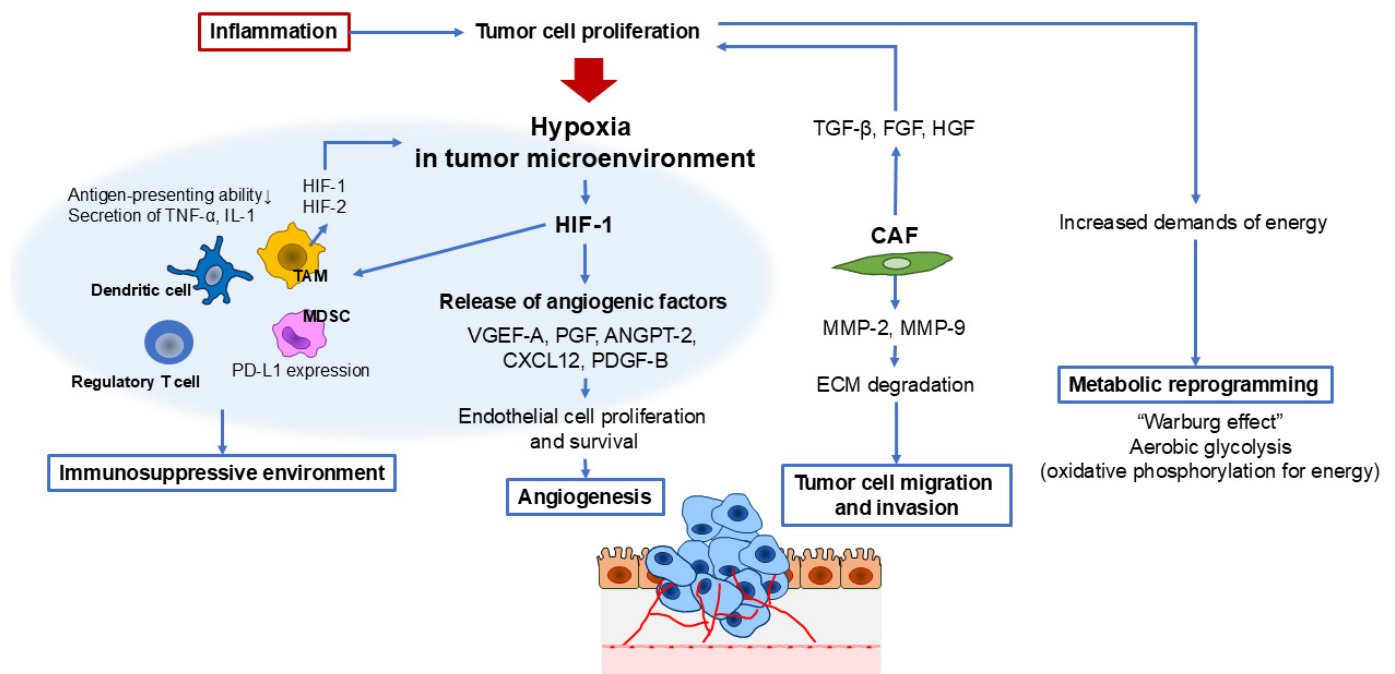 Inflammation
Tumor cell proliferation
Hypoxia
in tumor microenvironment
TGF-β, FGF, HGF
HIF-1
HIF-2
Antigen-presenting ability↓
Secretion of TNF-α, IL-1
HIF-1
CAF
Increased demands of energy
TAM
Dendritic cell
Release of angiogenic factors
MDSC
VGEF-A, PGF, ANGPT-2,
CXCL12, PDGF-B
MMP-2, MMP-9
PD-L1 expression
Regulatory T cell
ECM degradation
Metabolic reprogramming
Endothelial cell proliferation
and survival
“Warburg effect”
Aerobic glycolysis
(oxidative phosphorylation for energy)
Immunosuppressive environment
Angiogenesis
Tumor cell migration
and invasion